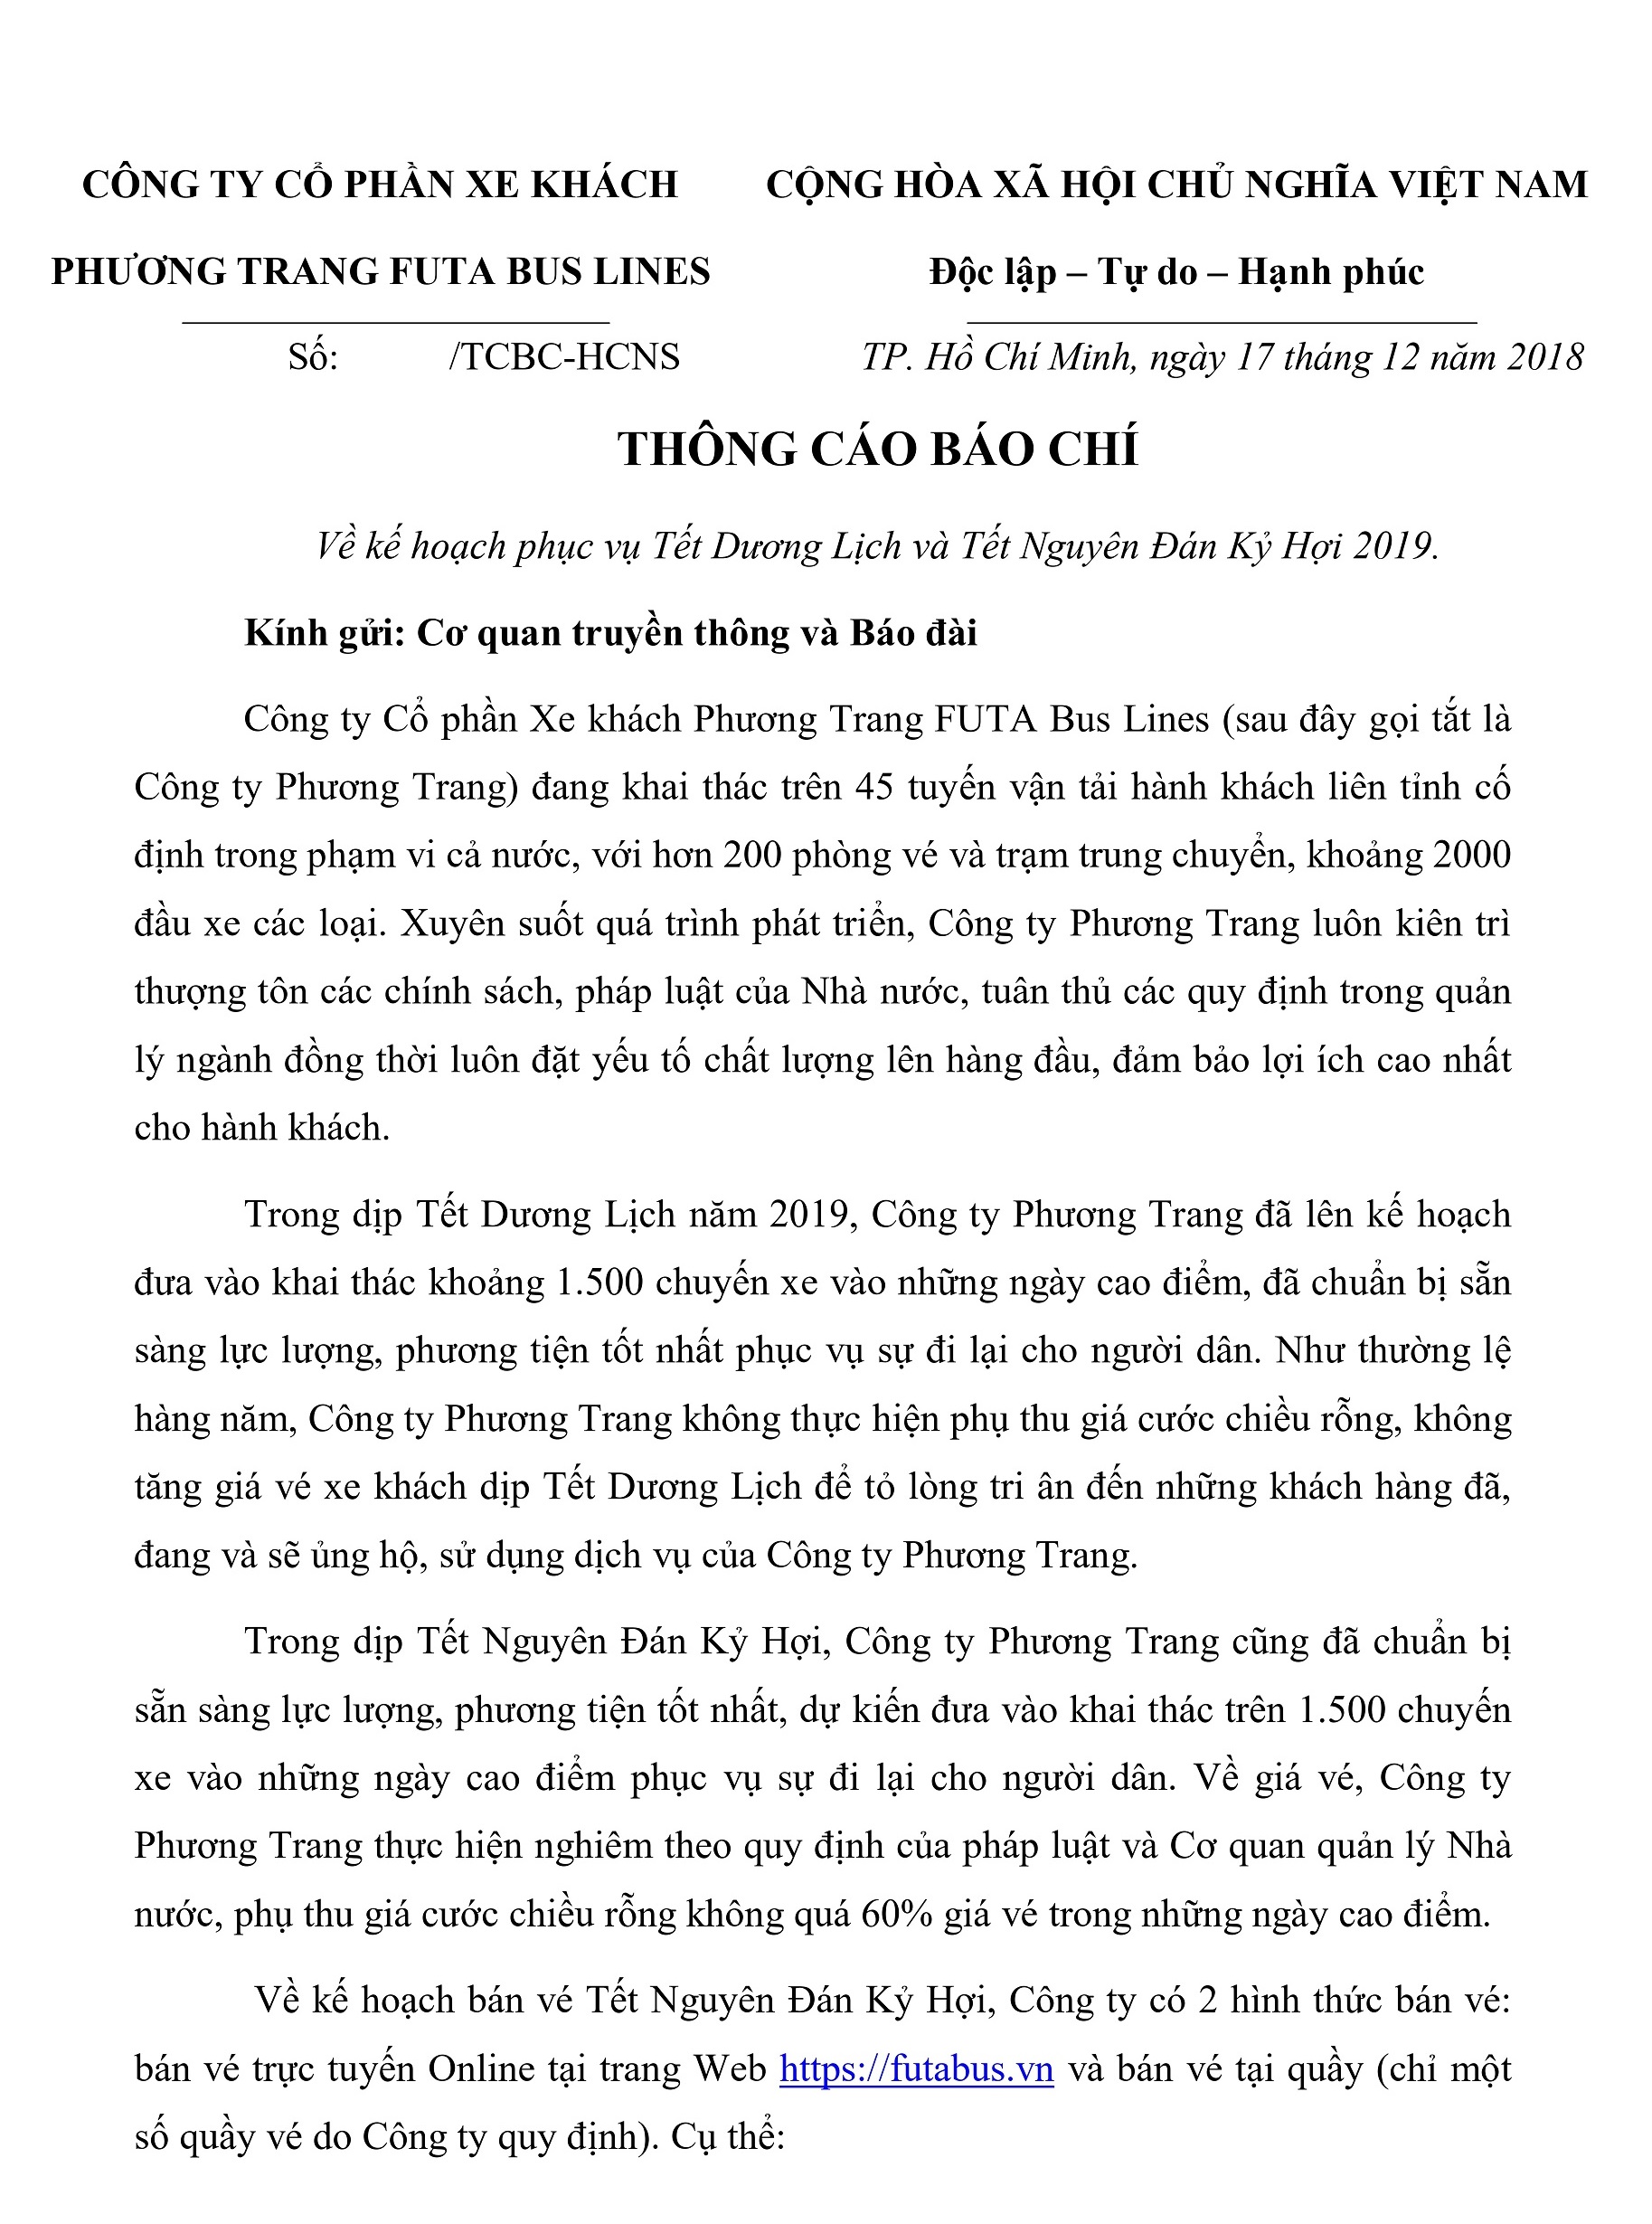 CÔNG TY CỔ PHẦN XE KHÁCH
PHƯƠNG TRANG FUTA BUS LINES
Số: /TCBC-HCNS
CỘNG HÒA XÃ HỘI CHỦ NGHĨA VIỆT NAM
Độc lập – Tự do – Hạnh phúc
TP. Hồ Chí Minh, ngày 17 tháng 12 năm 2018
THÔNG CÁO BÁO CHÍ
Về kế hoạch phục vụ Tết Dương Lịch và Tết Nguyên Đán Kỷ Hợi 2019.
Kính gửi: Cơ quan truyền thông và Báo đài
Công ty Cổ phần Xe khách Phương Trang FUTA Bus Lines (sau đây gọi tắt là
Công ty Phương Trang) đang khai thác trên 45 tuyến vận tải hành khách liên tỉnh cố
định trong phạm vi cả nước, với hơn 200 phòng vé và trạm trung chuyển, khoảng 2000
đầu xe các loại. Xuyên suốt quá trình phát triển, Công ty Phương Trang luôn kiên trì
thượng tôn các chính sách, pháp luật của Nhà nước, tuân thủ các quy định trong quản
lý ngành đồng thời luôn đặt yếu tố chất lượng lên hàng đầu, đảm bảo lợi ích cao nhất
cho hành khách.
Trong dịp Tết Dương Lịch năm 2019, Công ty Phương Trang đã lên kế hoạch
đưa vào khai thác khoảng 1.500 chuyến xe vào những ngày cao điểm, đã chuẩn bị sẵn
sàng lực lượng, phương tiện tốt nhất phục vụ sự đi lại cho người dân. Như thường lệ
hàng năm, Công ty Phương Trang không thực hiện phụ thu giá cước chiều rỗng, không
tăng giá vé xe khách dịp Tết Dương Lịch để tỏ lòng tri ân đến những khách hàng đã,
đang và sẽ ủng hộ, sử dụng dịch vụ của Công ty Phương Trang.
Trong dịp Tết Nguyên Đán Kỷ Hợi, Công ty Phương Trang cũng đã chuẩn bị
sẵn sàng lực lượng, phương tiện tốt nhất, dự kiến đưa vào khai thác trên 1.500 chuyến
xe vào những ngày cao điểm phục vụ sự đi lại cho người dân. Về giá vé, Công ty
Phương Trang thực hiện nghiêm theo quy định của pháp luật và Cơ quan quản lý Nhà
nước, phụ thu giá cước chiều rỗng không quá 60% giá vé trong những ngày cao điểm.
Về kế hoạch bán vé Tết Nguyên Đán Kỷ Hợi, Công ty có 2 hình thức bán vé:
bán vé trực tuyến Online tại trang Web https://futabus.vn và bán vé tại quầy (chỉ một
số quầy vé do Công ty quy định). Cụ thể: